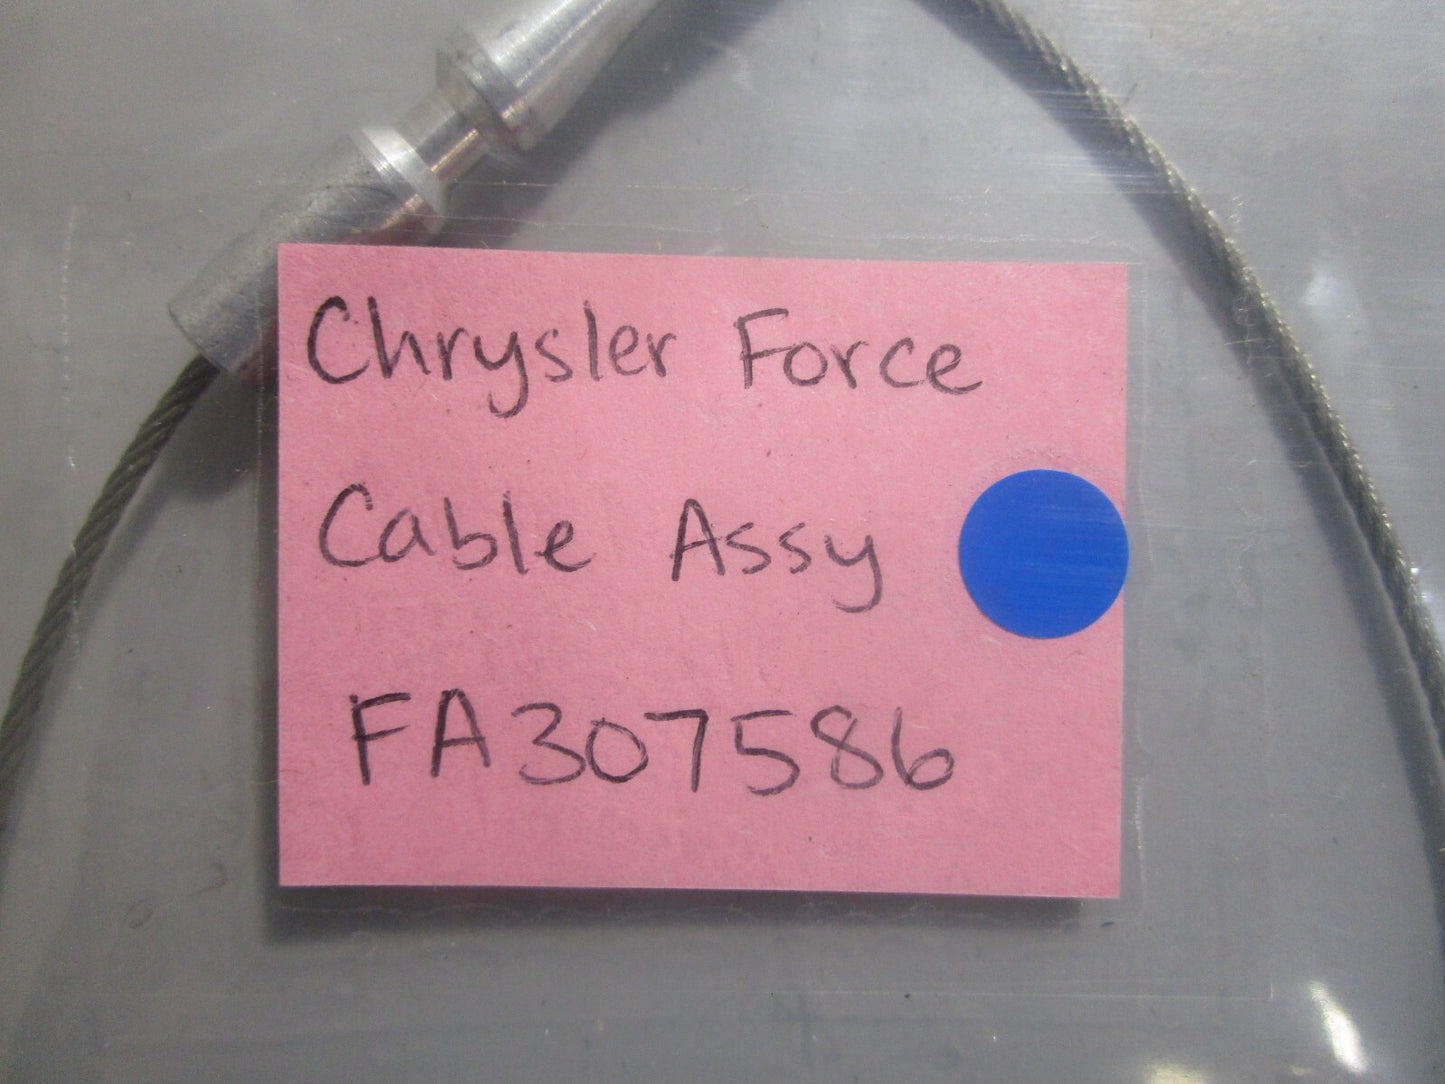 Chrysler Force
Cable Assy
FA307586